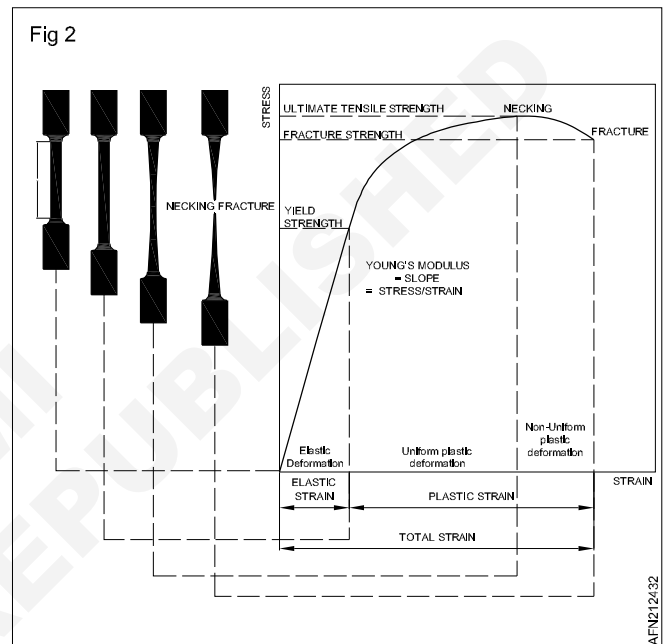 Fig 2
STRESS
ULTIMATE TENSILE STRENGTH
NECKING
FRACTURE STRENGTH
FRACTURE
NECKING FRACTURE
YIELD
STRENGTH
YOUNG'S MODULUS
= SLOPE
= STRESS/STRAIN
Elastic
Deformation
Uniform plastic
deformation
Non-Uniform
plastic
deformation
STRAIN
ELASTIC
STRAIN
PLASTIC STRAIN
TOTAL STRAIN
AFN212432
REPUBLISHED